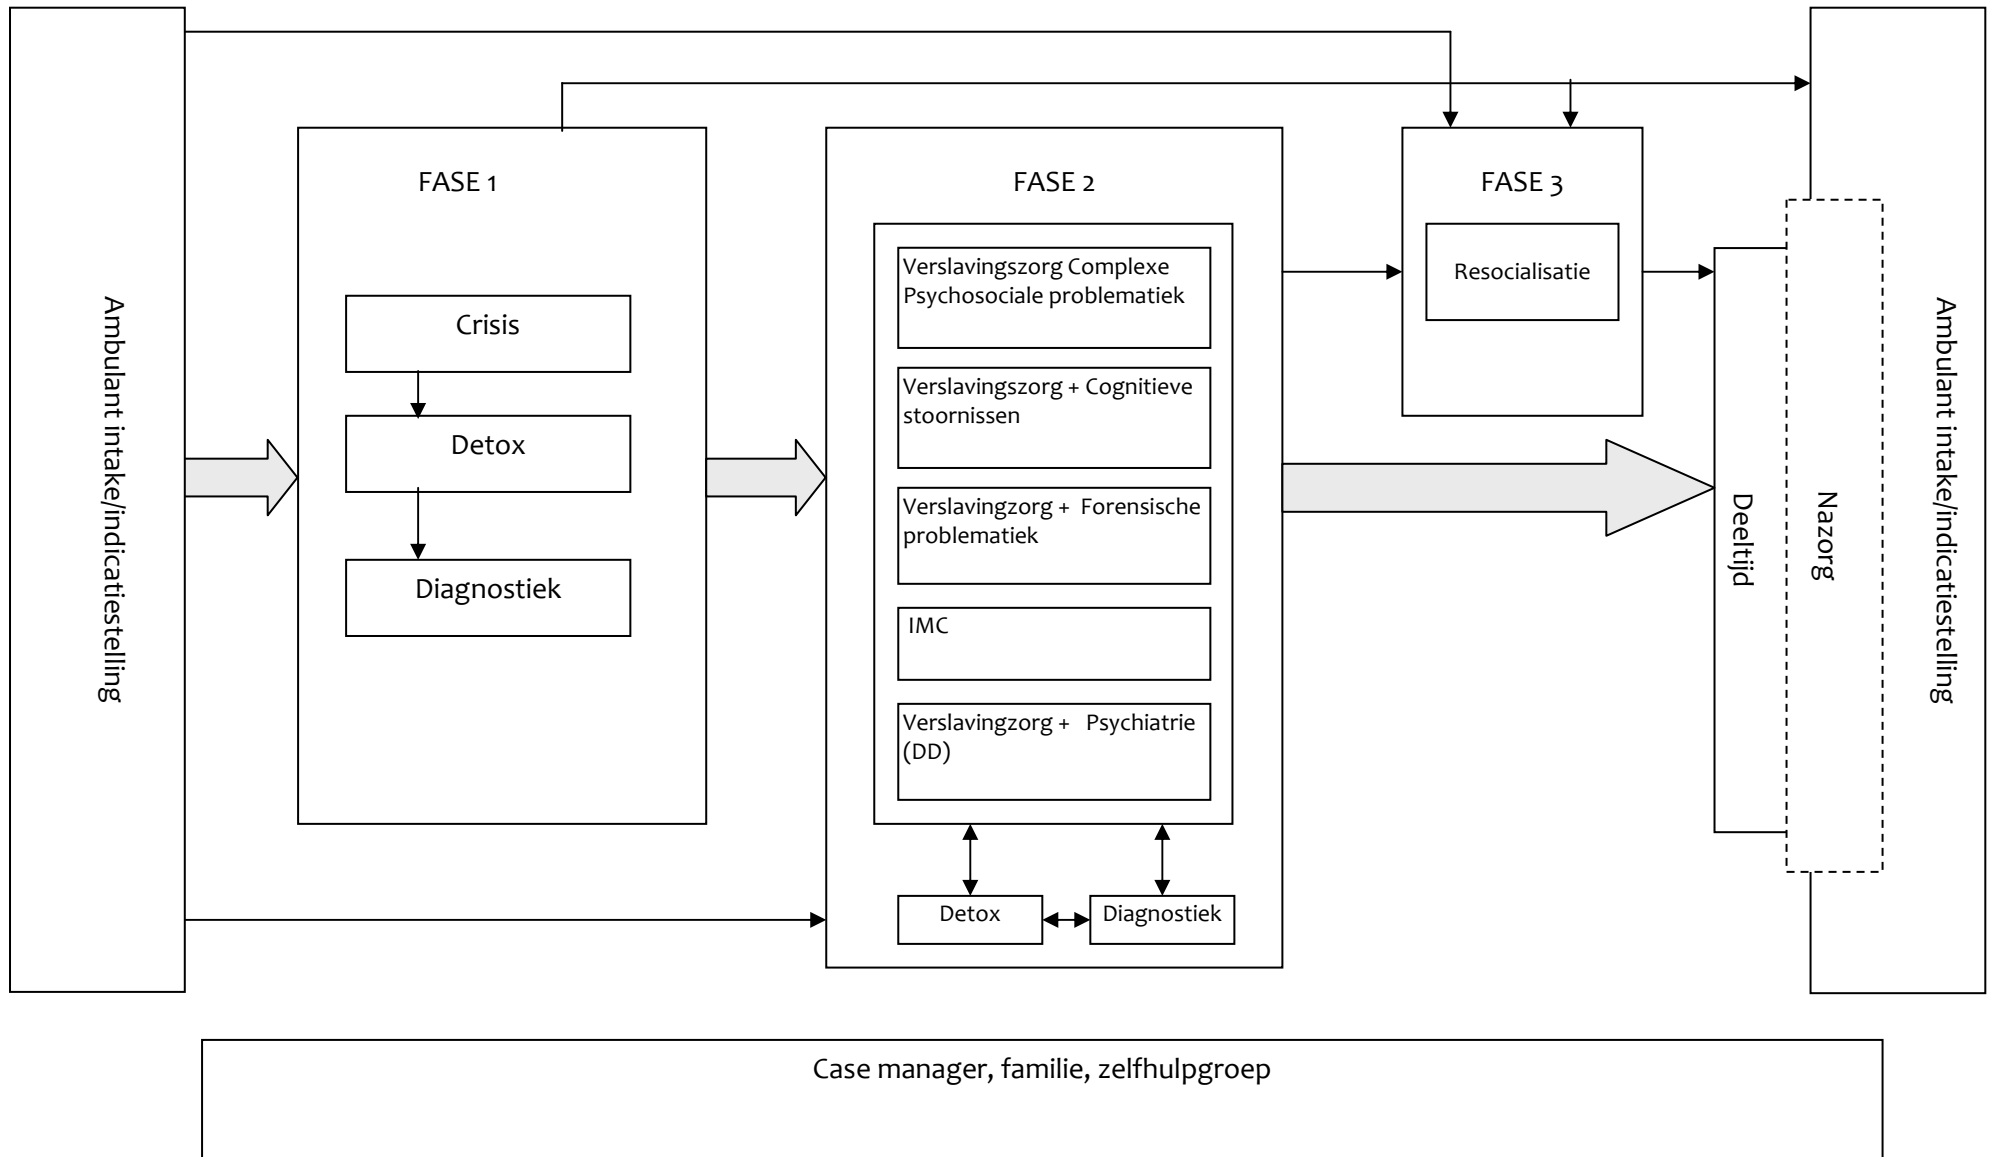 Ambulant intake/indicatiestelling
FASE 1
Crisis
Detox
Diagnostiek
FASE 2
Verslavingszorg Complexe
Psychosociale problematiek
Verslavingszorg + Cognitieve
stoornissen
Verslavingzorg + Forensische
problematiek
IMC
Verslavingzorg + Psychiatrie
(DD)
Detox
Diagnostiek
FASE 3
Resocialisatie
Deeltijd
Nazorg
Ambulant intake/indicatiestelling
Case manager, familie, zelfhulpgroep